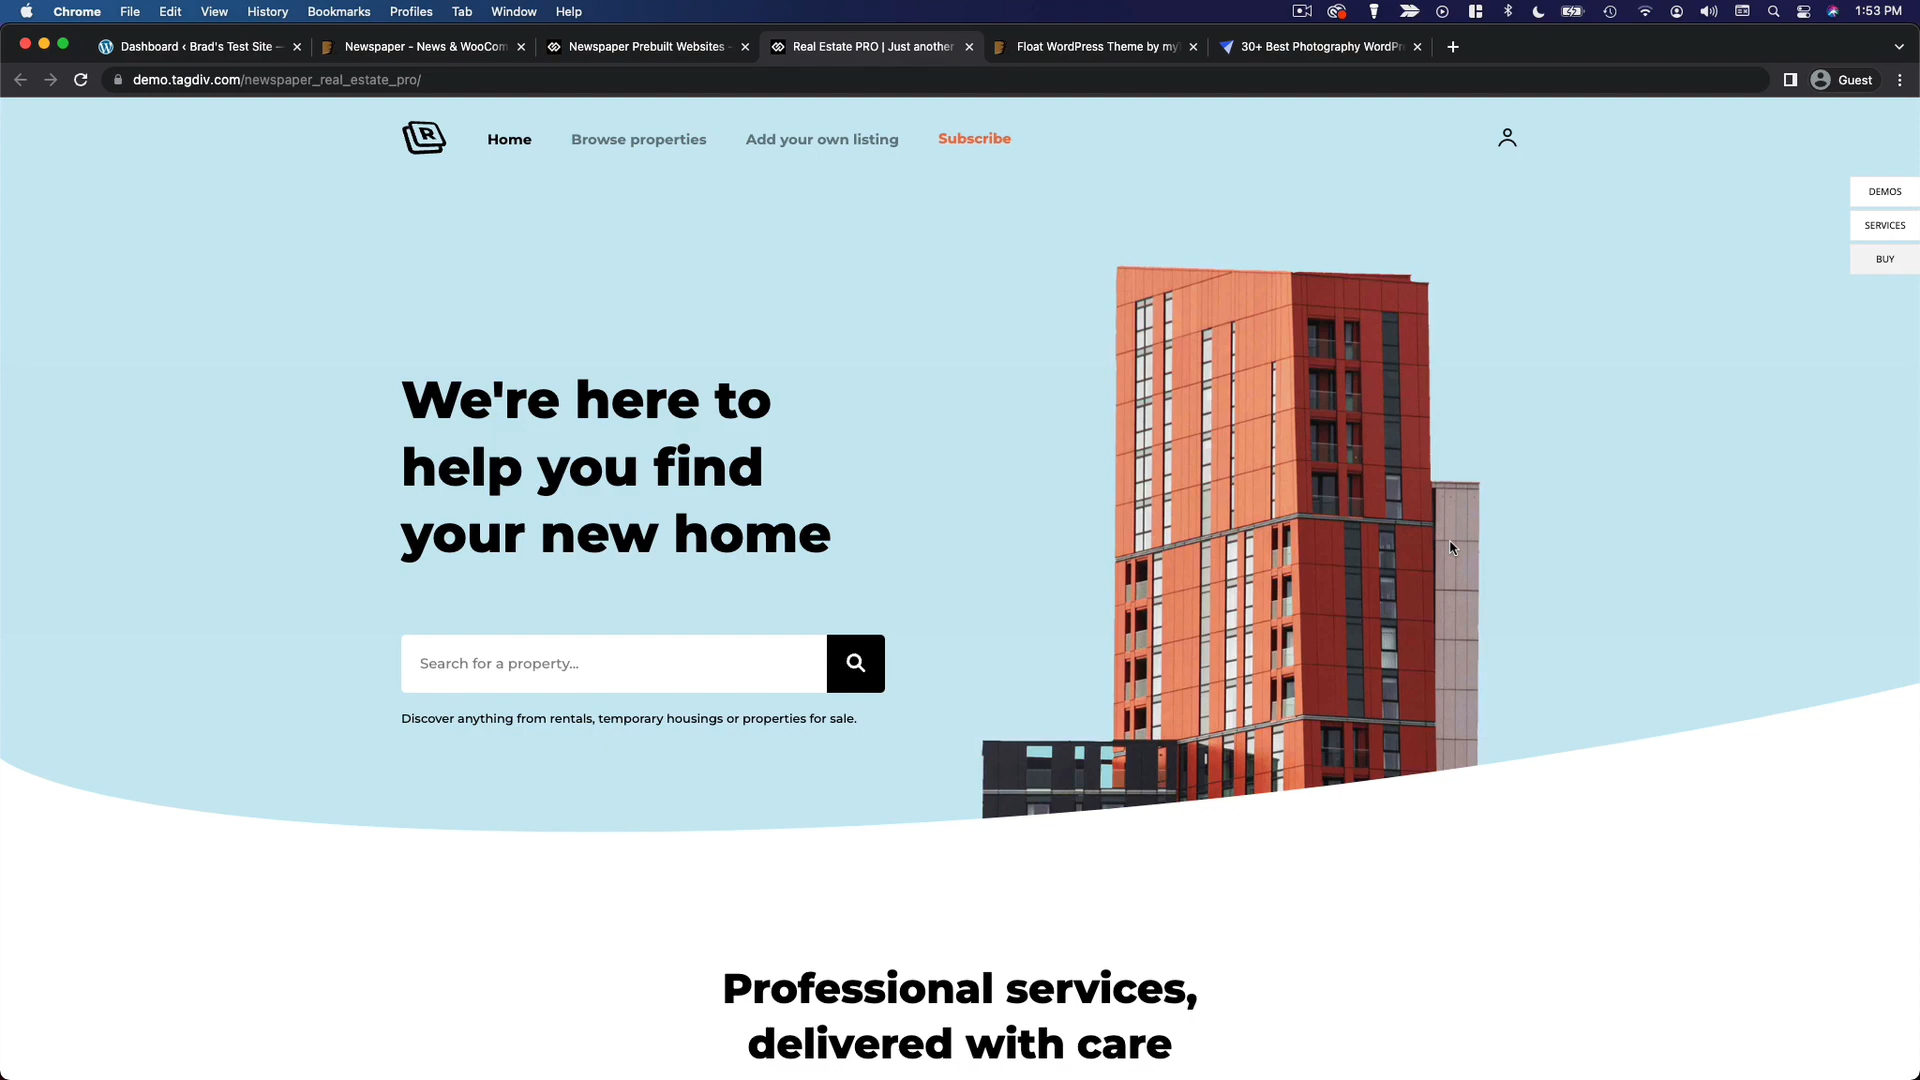 Chrome File Edit View History Bookmarks Profiles Tab Window Help 1:53 PM
Dashboard ‹ Brad's Test Site – Newspaper - News & WooCom Newspaper Prebuilt Websites - Real Estate PRO | Just another Float WordPress Theme by my 30+ Best Photography WordPr
demo.tagdiv.com/newspaper_real_estate_pro/ Guest
R Home Browse properties Add your own listing Subscribe
DEMOS
SERVICES
BUY
We're here to
help you find
your new home
Search for a property...
Discover anything from rentals, temporary housings or properties for sale.
Professional services,
delivered with care